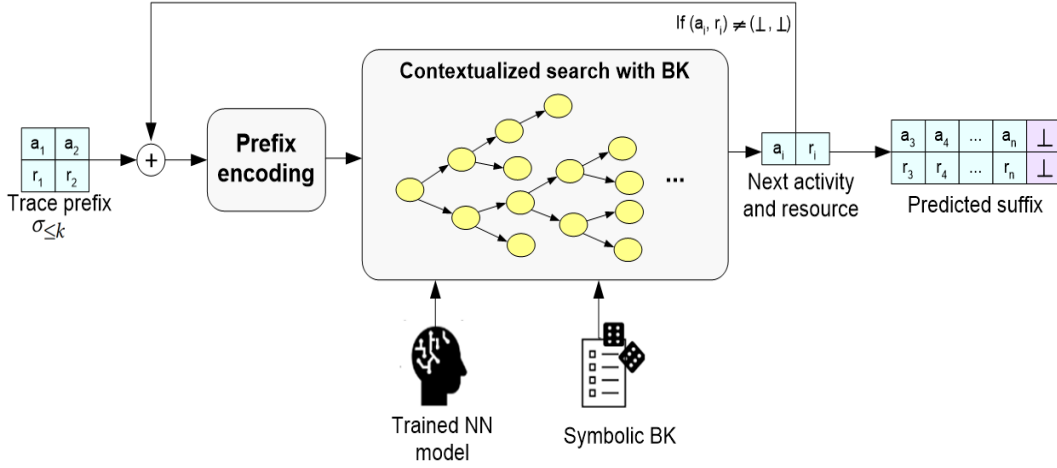 If (aᵢ, rᵢ) ≠ (⊥, ⊥)
Contextualized search with BK
a₁ a₂
r₁ r₂
Trace prefix
σ≤k
+
Prefix
encoding
...
aᵢ rᵢ
Next activity
and resource
a₃ a₄ ... aₙ ⊥
r₃ r₄ ... rₙ ⊥
Predicted suffix
Trained NN
model
Symbolic BK